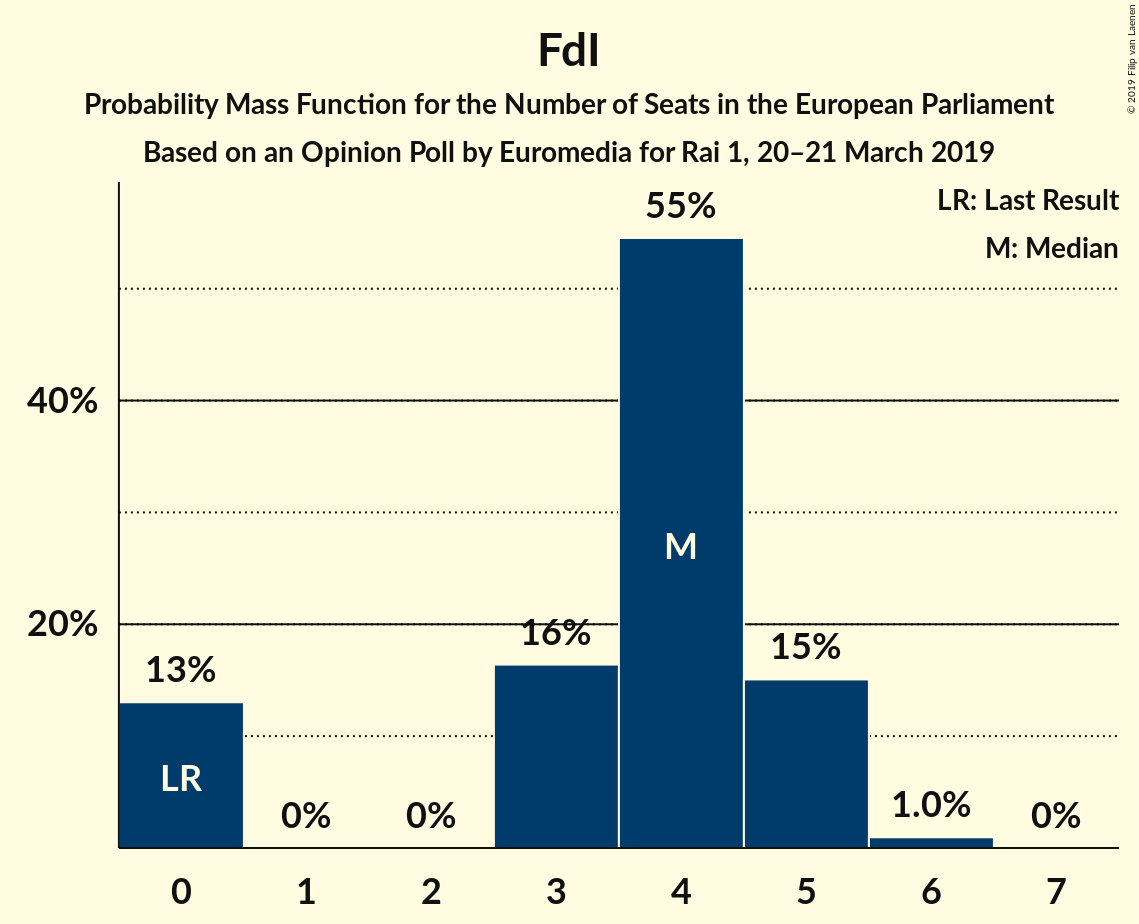 FdI
Probability Mass Function for the Number of Seats in the European Parliament
Based on an Opinion Poll by Euromedia for Rai 1, 20–21 March 2019
© 2019 Filip van Laenen
LR: Last Result
M: Median
55%
40%
M
20%
16%
15%
13%
LR
0%
0%
1.0%
0%
0 1 2 3 4 5 6 7